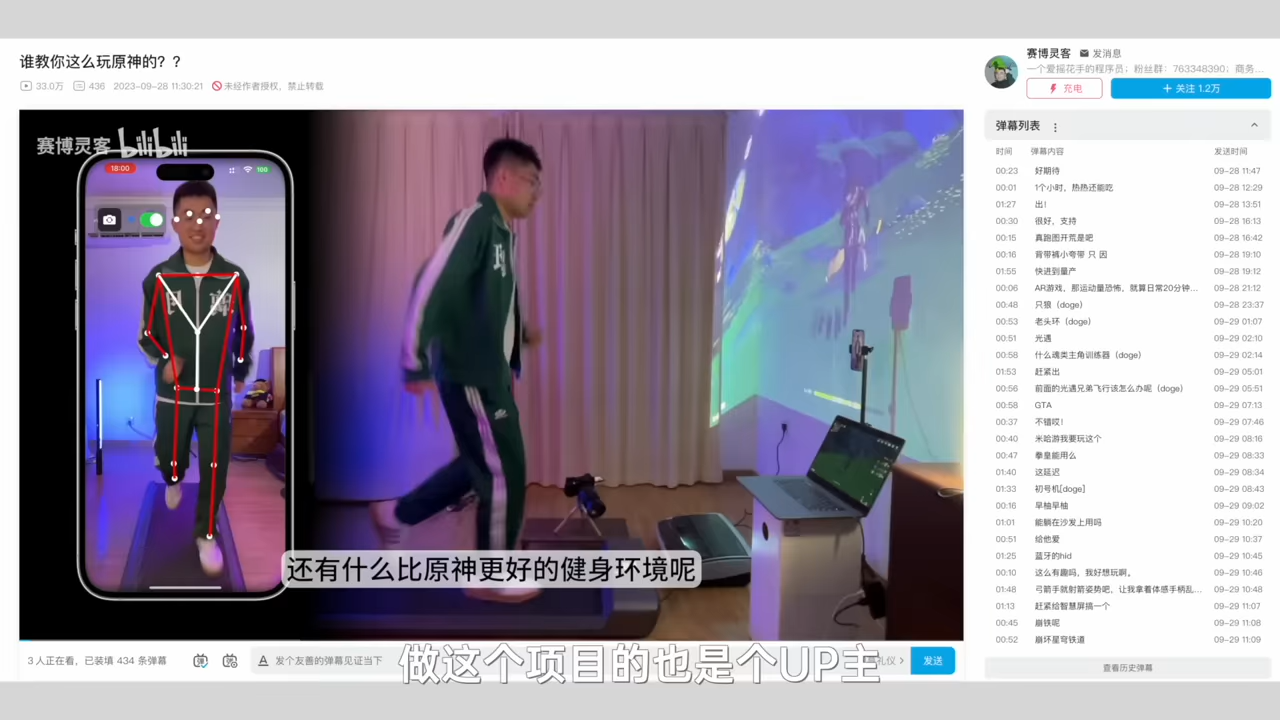 谁教你这么玩原神的？？
33.0万 436 2023-09-28 11:30:21 未经作者授权，禁止转载
赛博灵客 bilibili
18:00
100
还有什么比原神更好的健身环境呢
3 人正在看，已装填 434 条弹幕
发个友善的弹幕见证当下
礼仪
发送
做这个项目的也是个UP主
赛博灵客 发消息
一个爱摇花手的程序员；粉丝群：763348390；商务...
充电
+ 关注 1.2万
弹幕列表
时间 弹幕内容 发送时间
00:23 好期待 09-28 11:47
00:01 1个小时，热热还能吃 09-28 12:29
01:27 出！ 09-28 13:51
00:30 很好，支持 09-28 16:13
00:15 真跑图开荒是吧 09-28 16:42
00:16 背带裤小夸带 只 因 09-28 19:10
01:55 快进到量产 09-28 19:12
00:06 AR游戏，那运动量恐怖，就算日常20分钟... 09-28 21:12
00:48 只狼（doge） 09-28 23:37
00:53 老头环（doge） 09-29 01:07
00:51 光遇 09-29 02:10
00:58 什么魂类主角训练器（doge） 09-29 02:14
01:53 赶紧出 09-29 05:01
00:56 前面的光遇兄弟飞行该怎么办呢（doge） 09-29 05:51
00:58 GTA 09-29 07:13
00:37 不错哎！ 09-29 07:46
00:40 米哈游我要玩这个 09-29 08:16
00:47 拳皇能用么 09-29 08:33
01:40 这延迟 09-29 08:34
01:33 初号机[doge] 09-29 08:43
00:16 早柚早柚 09-29 09:02
01:01 能躺在沙发上用吗 09-29 10:20
00:51 给他爱 09-29 10:37
01:25 蓝牙的hid 09-29 10:45
00:10 这么有趣吗，我好想玩啊。 09-29 10:46
01:48 弓箭手就射箭姿势吧，让我拿着体感手柄乱... 09-29 10:48
01:13 赶紧给智慧屏搞一个 09-29 11:07
00:45 崩铁呢 09-29 11:08
00:52 崩坏星穹铁道 09-29 11:09
查看历史弹幕